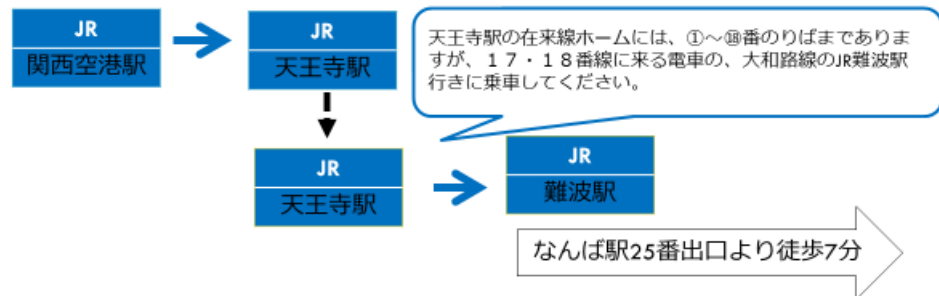 JR
関西空港駅
JR
天王寺駅
天王寺駅の在来線ホームには、①～⑱番のりばまでありま
すが、１７・１８番線に来る電車の、大和路線のJR難波駅
行きに乗車してください。
JR
天王寺駅
JR
難波駅
なんば駅25番出口より徒歩7分